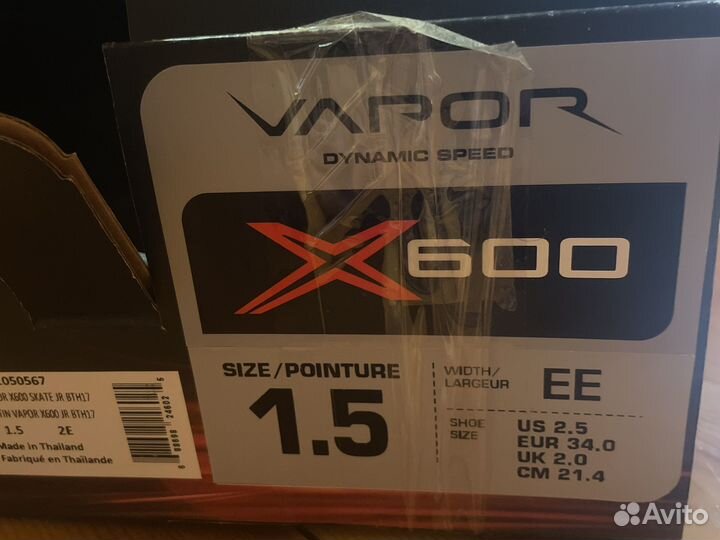 VAPOR
DYNAMIC SPEED
X600
SIZE/POINTURE
1.5
WIDTH/
LARGEUR
EE
SHOE
SIZE
US 2.5
EUR 34.0
UK 2.0
CM 21.4
1050567
X600 SKATE JR BTH17
VAPOR X600 JR BTH17
1.5 2E
Made in Thailand
Fabriqué en Thaïlande
Avito